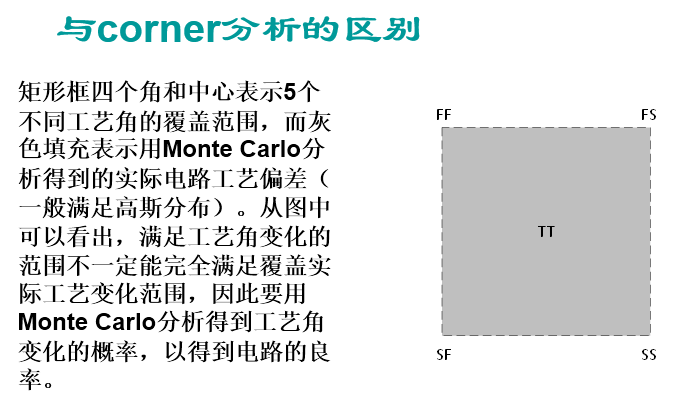 与corner分析的区别
矩形框四个角和中心表示5个
不同工艺角的覆盖范围，而灰
色填充表示用Monte Carlo分
析得到的实际电路工艺偏差（
一般满足高斯分布）。从图中
可以看出，满足工艺角变化的
范围不一定能完全满足覆盖实
际工艺变化范围，因此要用
Monte Carlo分析得到工艺角
变化的概率，以得到电路的良
率。
FF FS
TT
SF SS